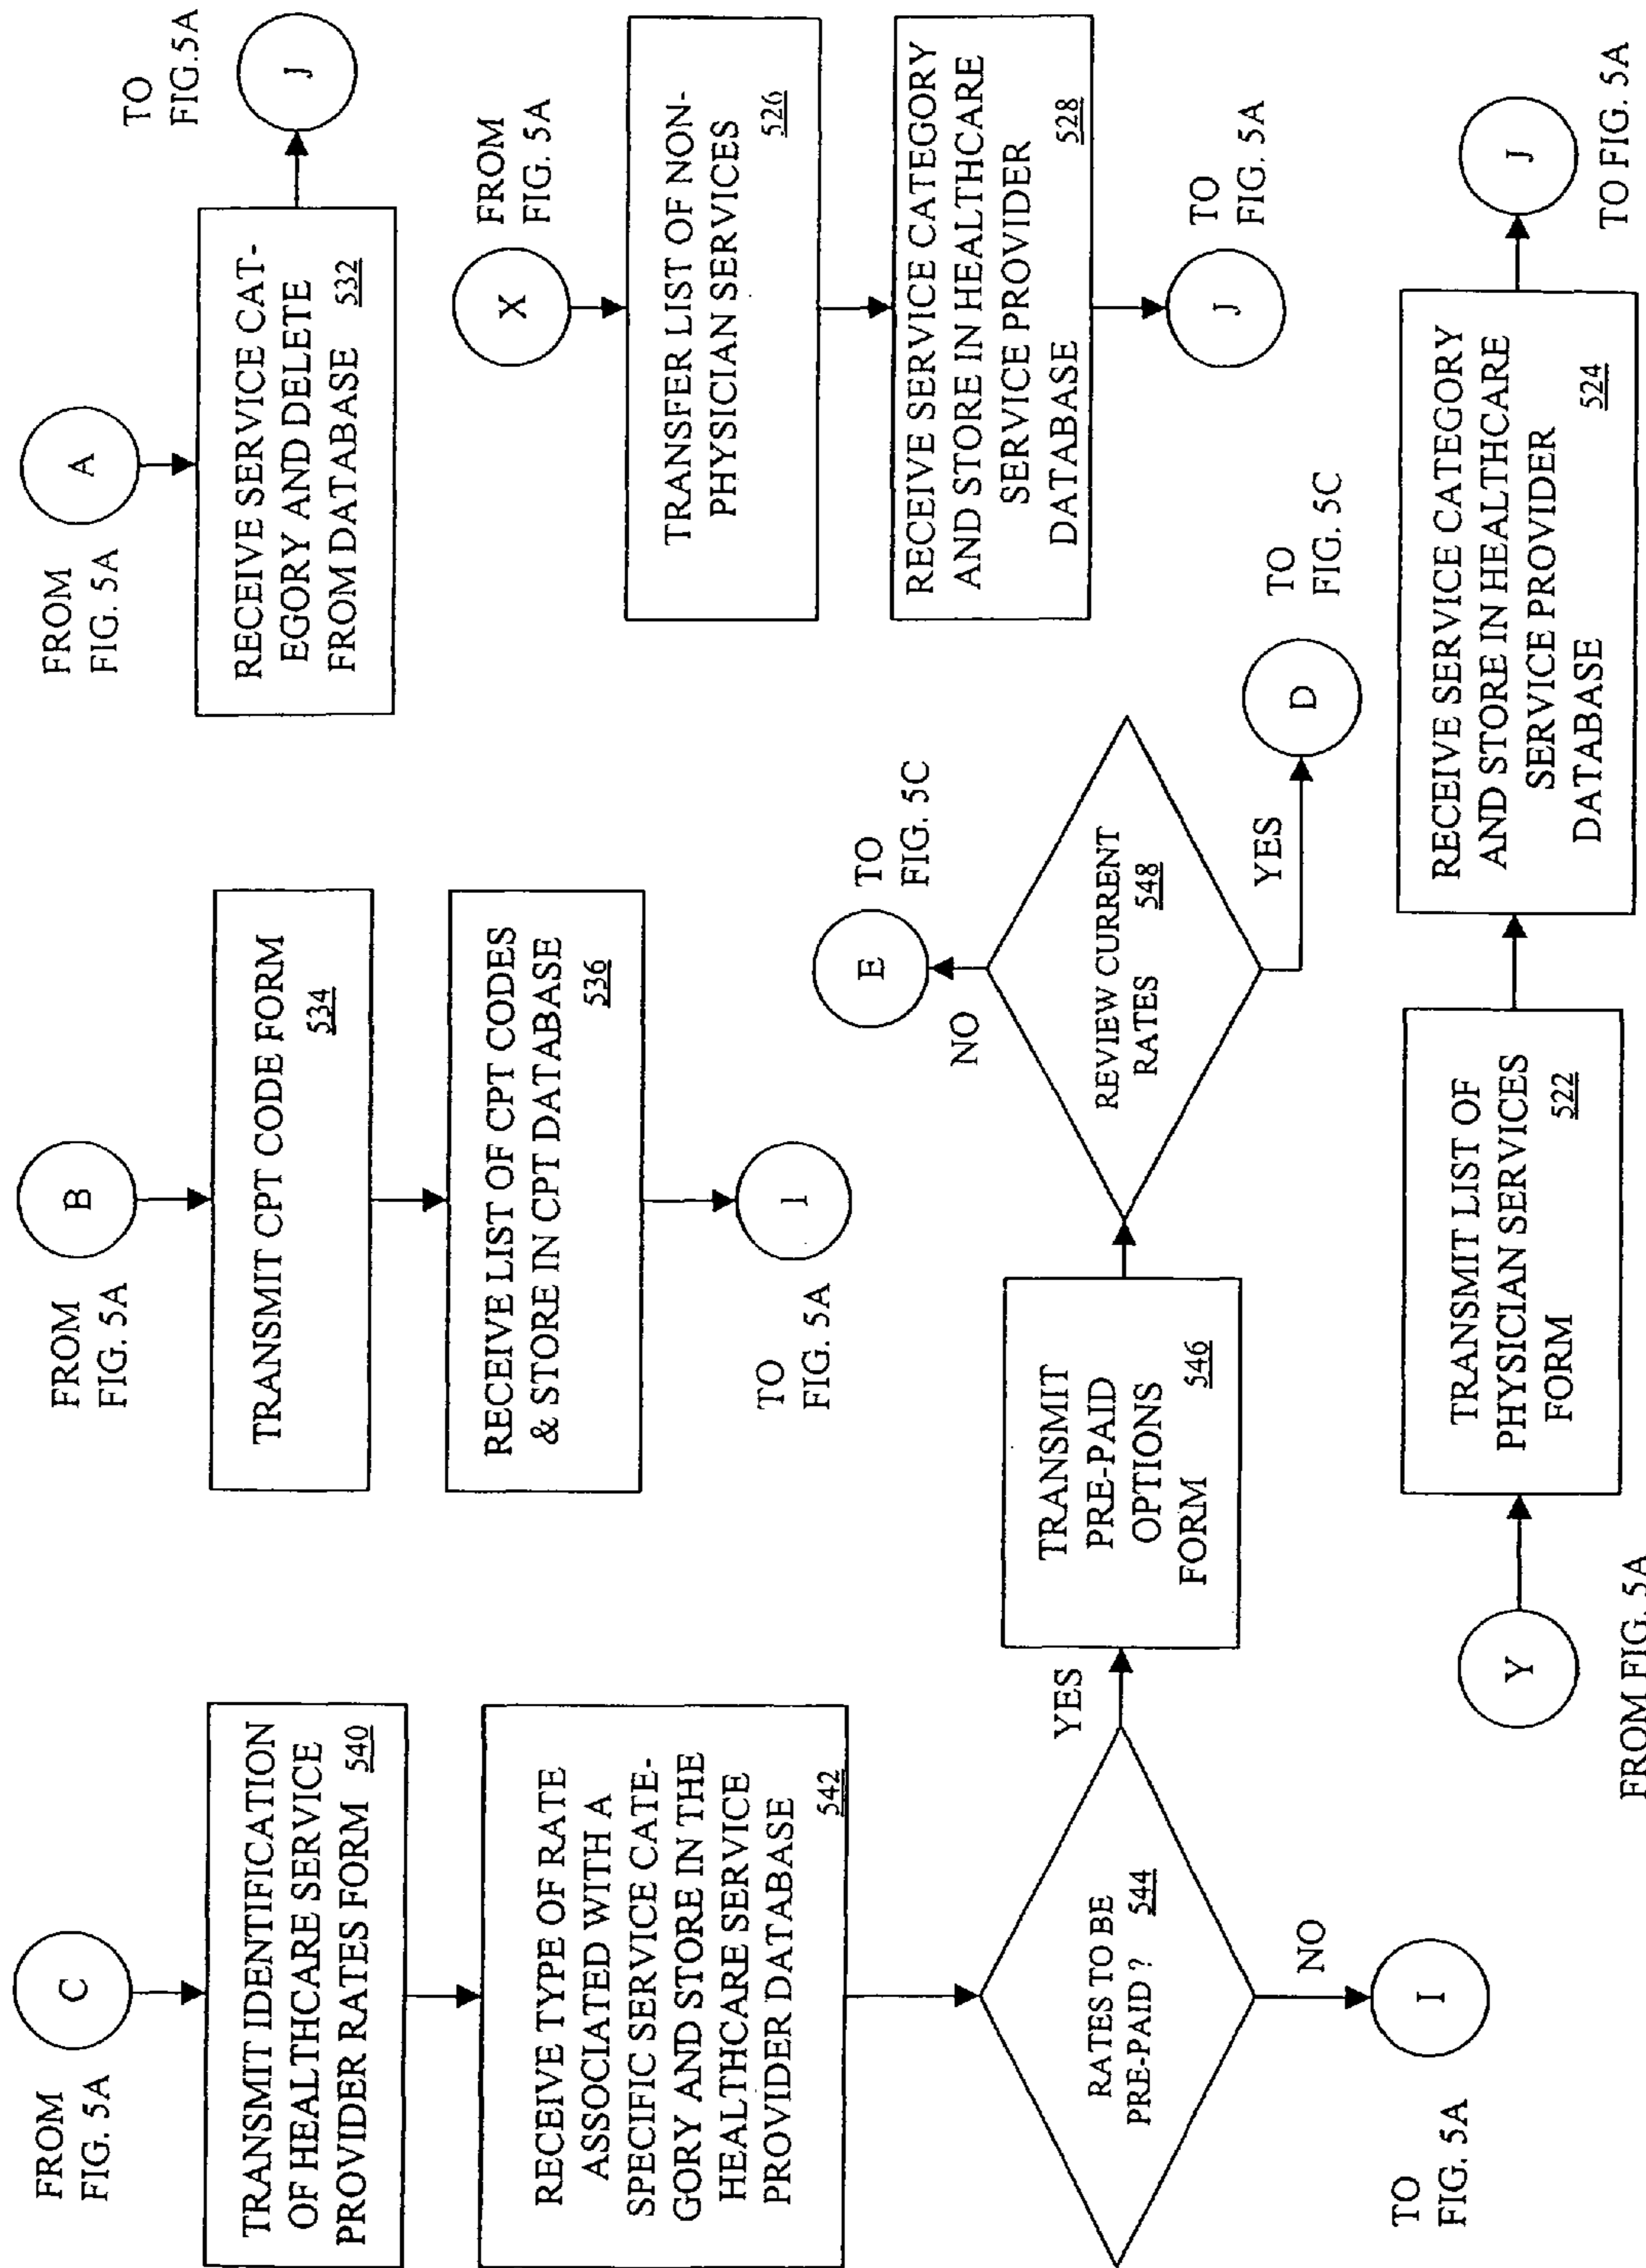 FROM
FIG. 5A
C
TRANSMIT IDENTIFICATION
OF HEALTHCARE SERVICE
PROVIDER RATES FORM 540
RECEIVE TYPE OF RATE
ASSOCIATED WITH A
SPECIFIC SERVICE CATE-
GORY AND STORE IN THE
HEALTHCARE SERVICE
PROVIDER DATABASE
542
RATES TO BE
PRE-PAID ? 544
YES
NO
I
TO
FIG. 5A
FROM
FIG. 5A
B
TRANSMIT CPT CODE FORM
534
RECEIVE LIST OF CPT CODES
& STORE IN CPT DATABASE
536
I
TO
FIG. 5A
TRANSMIT
PRE-PAID
OPTIONS
FORM 546
REVIEW CURRENT
RATES 548
NO
E
TO
FIG. 5C
YES
D
TO
FIG. 5C
FROM
FIG. 5A
A
RECEIVE SERVICE CAT-
EGORY AND DELETE
FROM DATABASE 532
J
TO
FIG.5A
X
FROM
FIG. 5A
TRANSFER LIST OF NON-
PHYSICIAN SERVICES
526
RECEIVE SERVICE CATEGORY
AND STORE IN HEALTHCARE
SERVICE PROVIDER
DATABASE 528
J
TO
FIG. 5A
Y
FROM FIG. 5A
TRANSMIT LIST OF
PHYSICIAN SERVICES
FORM 522
RECEIVE SERVICE CATEGORY
AND STORE IN HEALTHCARE
SERVICE PROVIDER
DATABASE 524
J
TO FIG. 5A